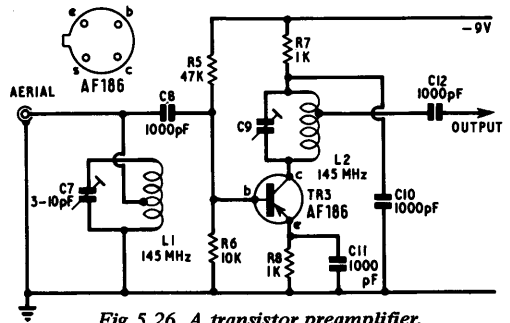 e b
s c
AF186
AERIAL
C8
1000pF
R5
47K
R7
1K
−9V
C12
1000pF
OUTPUT
C9
L2
145 MHz
C7
3-10pF
L1
145 MHz
b
c
e
TR3
AF186
C10
1000pF
R6
10K
R8
1K
C11
1000
pF
Fig 5.26 A transistor preamplifier.